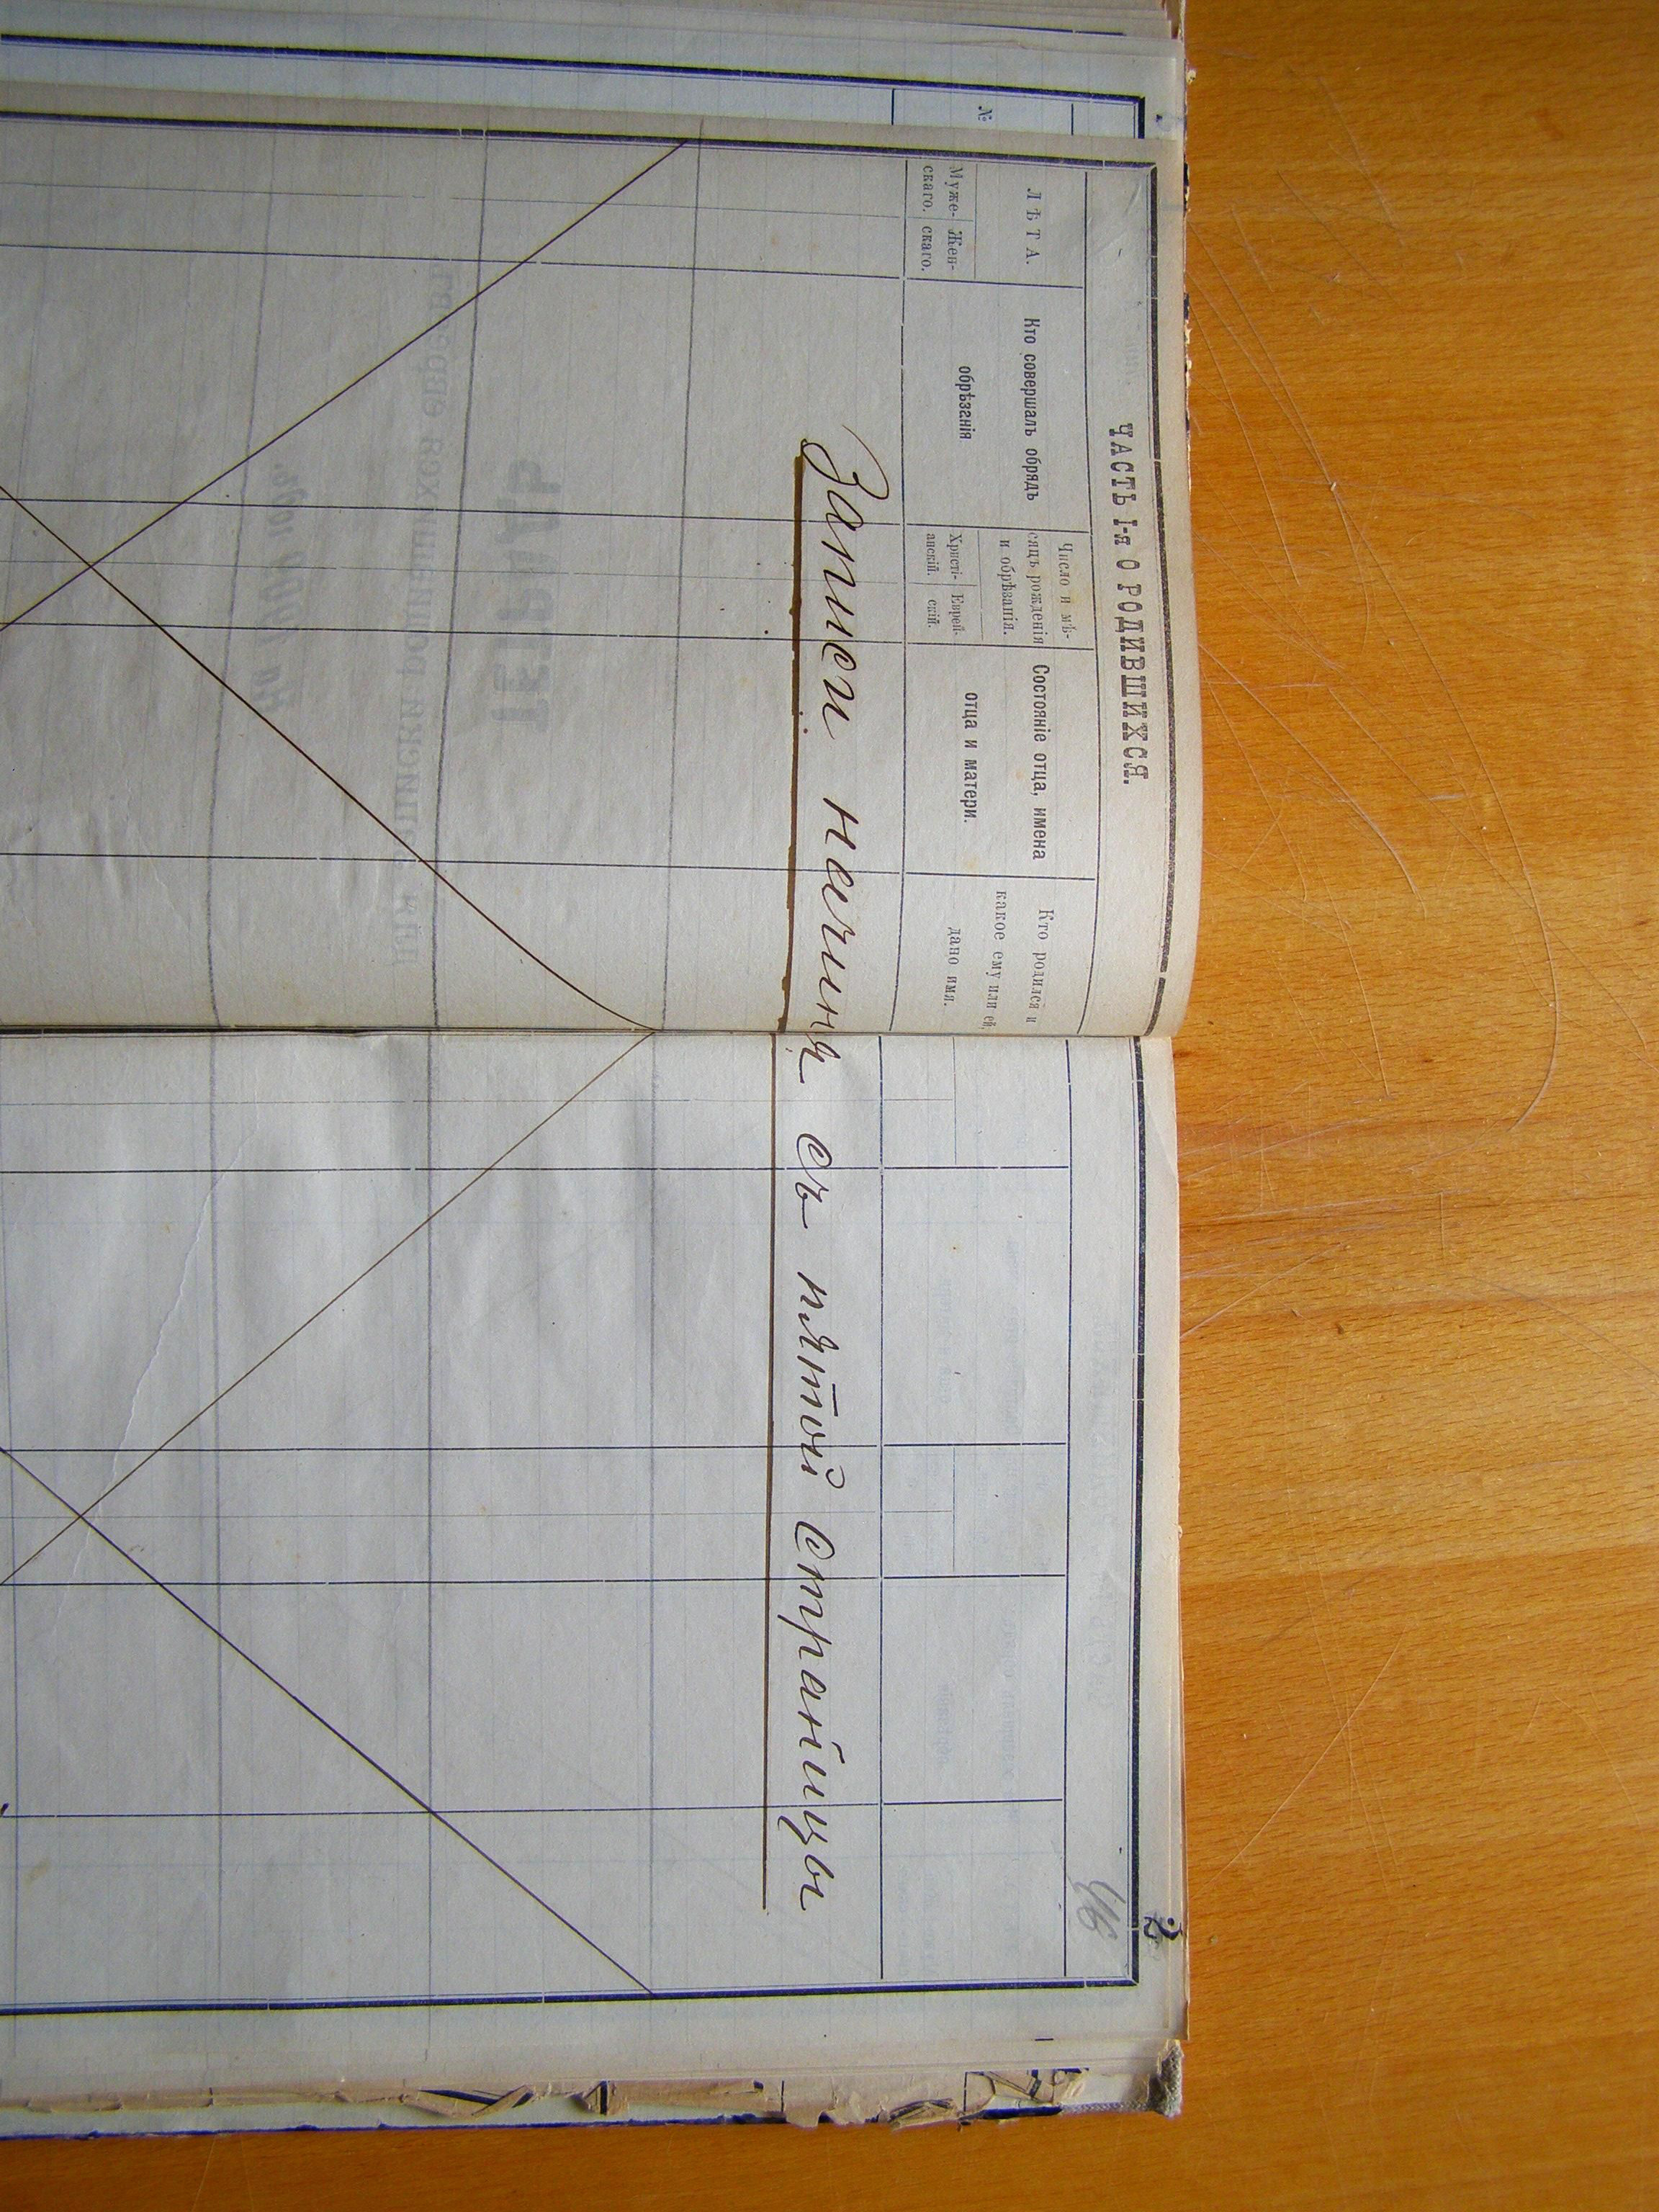 ЧАСТЬ I-я О РОДИВШИХСЯ.
№
ЛѢТА.
Муже-
скаго.
Жен-
скаго.
Кто совершалъ обрядъ
обрѣзанія
Число и мѣ-
сяцъ рожденія
и обрѣзанія.
Христі-
анскій.
Еврей-
скій.
Состояніе отца, имена
отца и матери.
Кто родился и
какое ему или ей,
дано имя.
2
Записи начиная съ пятой страницы